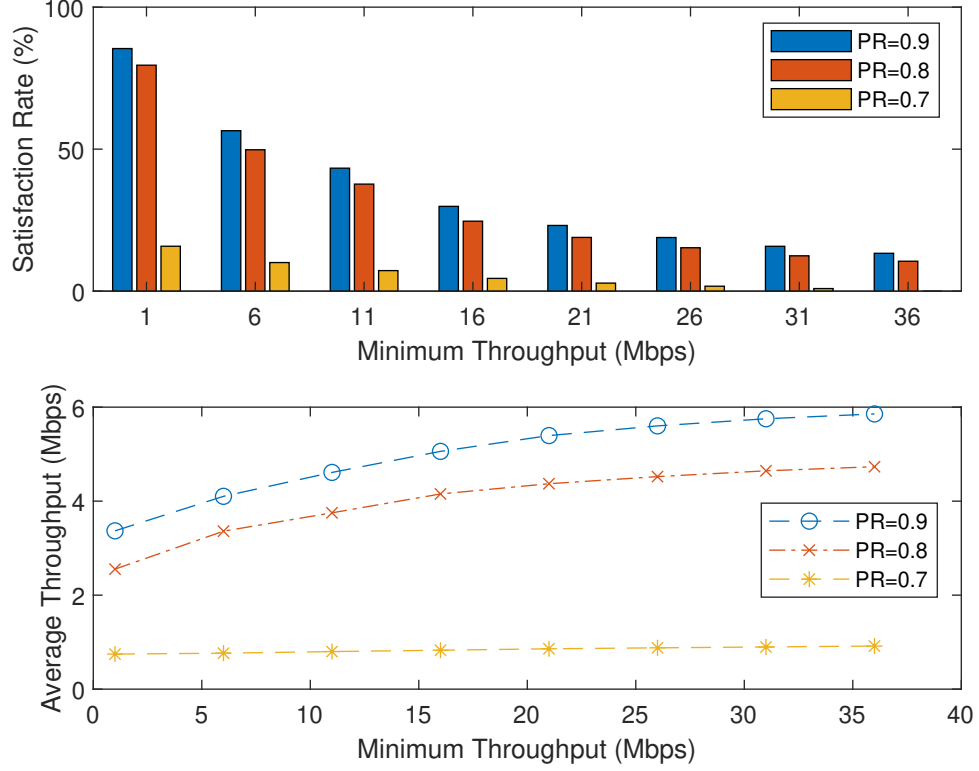 100
50
0
Satisfaction Rate (%)
PR=0.9
PR=0.8
PR=0.7
1 6 11 16 21 26 31 36
Minimum Throughput (Mbps)
6
4
2
0
Average Throughput (Mbps)
PR=0.9
PR=0.8
PR=0.7
0 5 10 15 20 25 30 35 40
Minimum Throughput (Mbps)